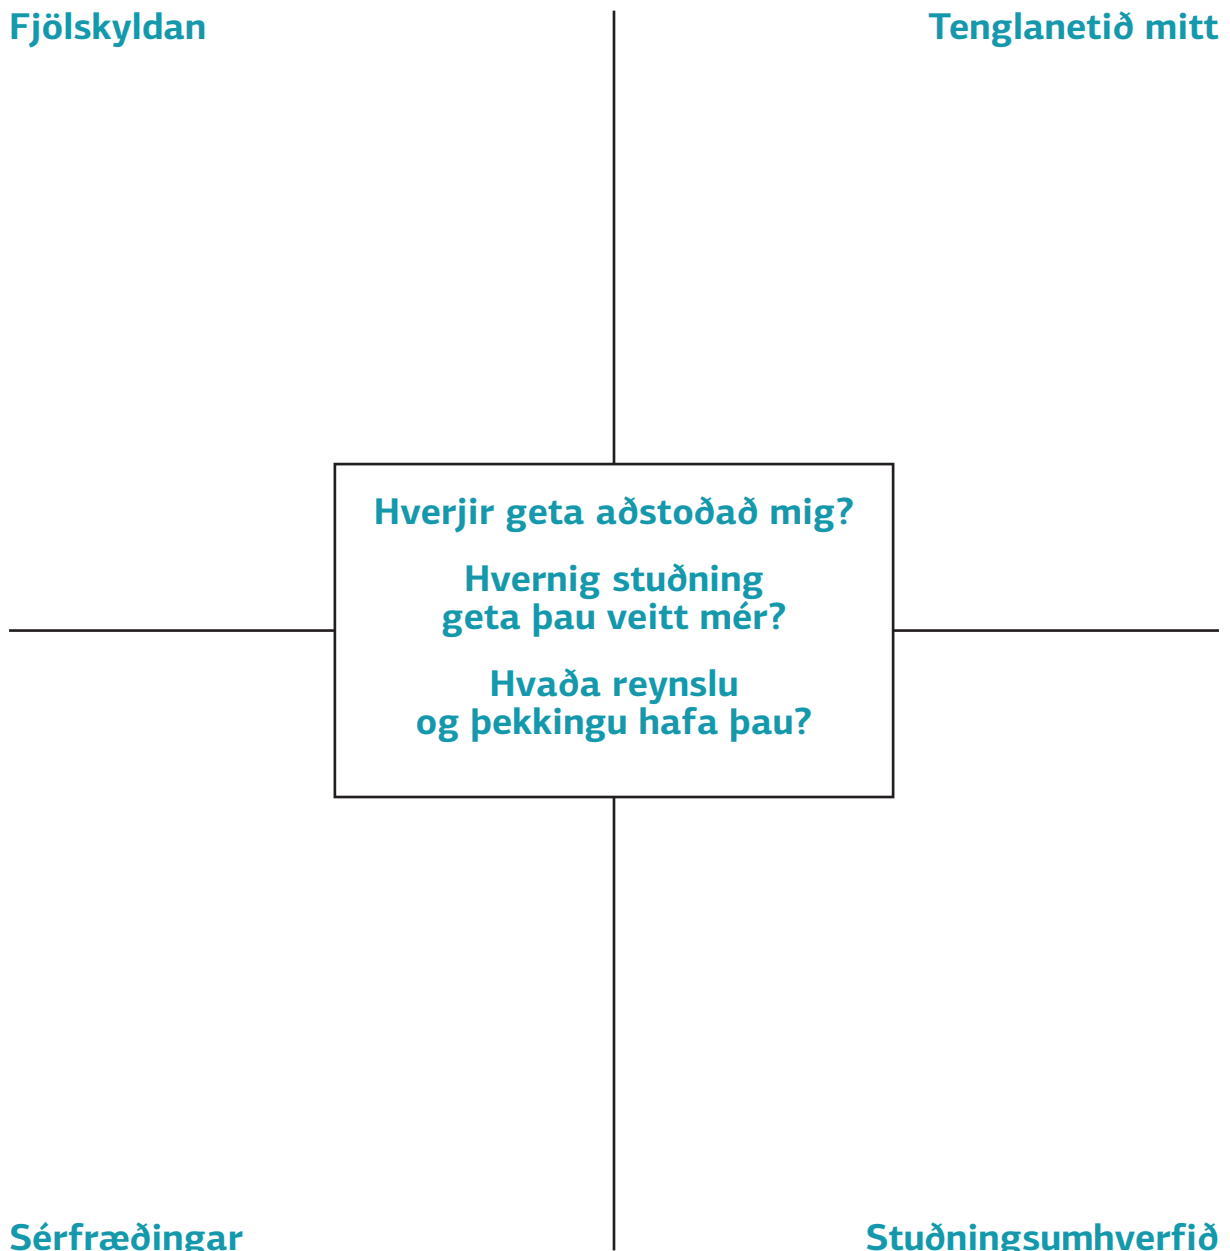 Fjölskyldan
Tenglanetið mitt
Hverjir geta aðstoðað mig?
Hvernig stuðning
geta þau veitt mér?
Hvaða reynslu
og þekkingu hafa þau?
Sérfræðingar
Stuðningsumhverfið